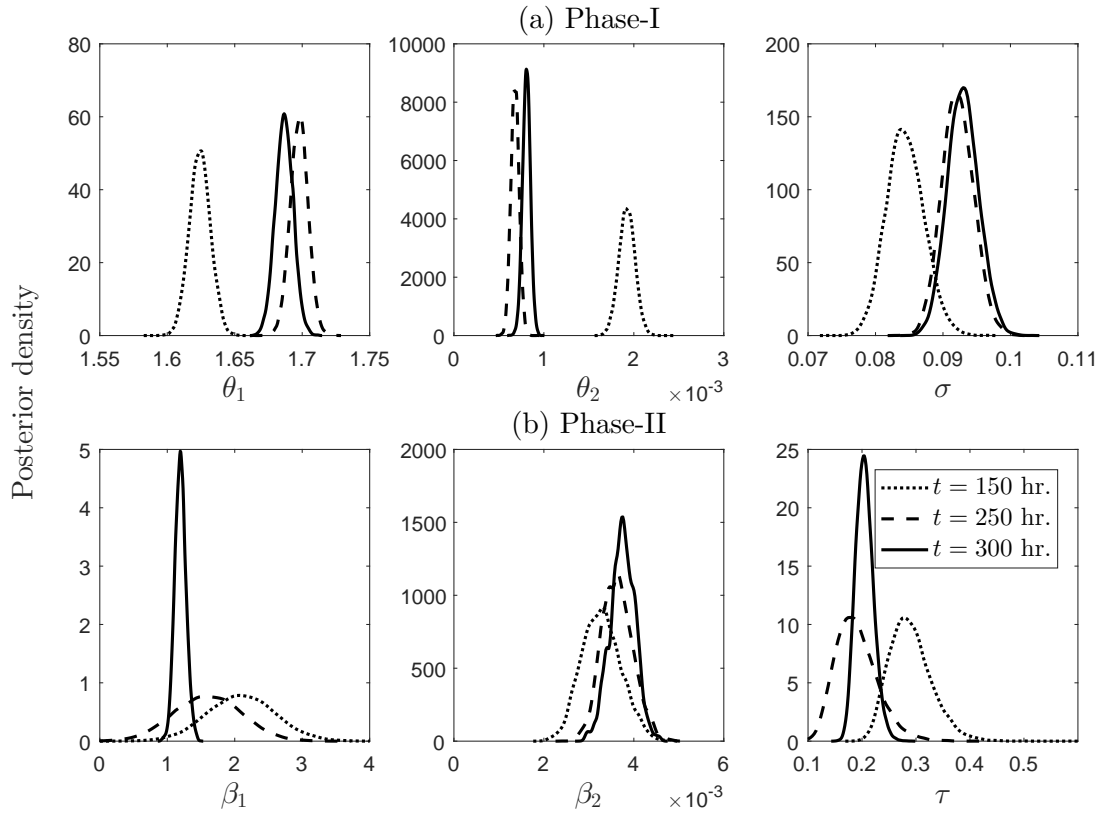 (a) Phase-I
80
60
40
20
0
1.55 1.6 1.65 1.7 1.75
θ₁
10000
8000
6000
4000
2000
0
0 1 2 3
×10⁻³
θ₂
200
150
100
50
0
0.07 0.08 0.09 0.1 0.11
σ
Posterior density
(b) Phase-II
5
4
3
2
1
0
0 1 2 3 4
β₁
2000
1500
1000
500
0
0 2 4 6
×10⁻³
β₂
25
20
15
10
5
0
0.1 0.2 0.3 0.4 0.5
τ
t = 150 hr.
t = 250 hr.
t = 300 hr.